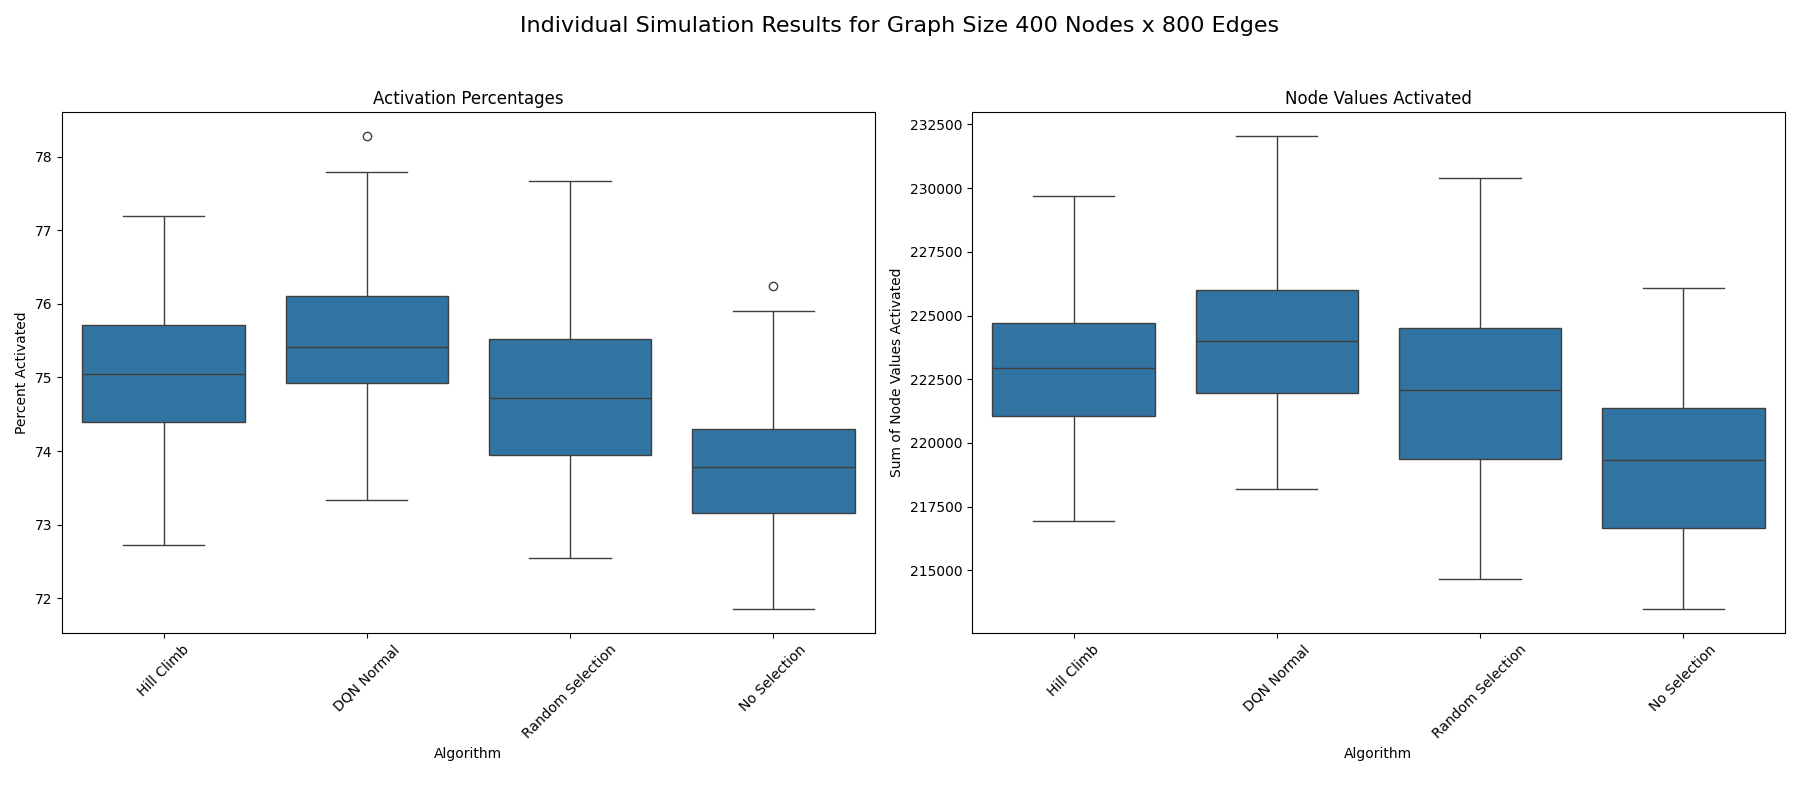 Individual Simulation Results for Graph Size 400 Nodes x 800 Edges
Activation Percentages
Percent Activated
78
77
76
75
74
73
72
Hill Climb
DQN Normal
Random Selection
No Selection
Algorithm
Node Values Activated
Sum of Node Values Activated
232500
230000
227500
225000
222500
220000
217500
215000
Hill Climb
DQN Normal
Random Selection
No Selection
Algorithm